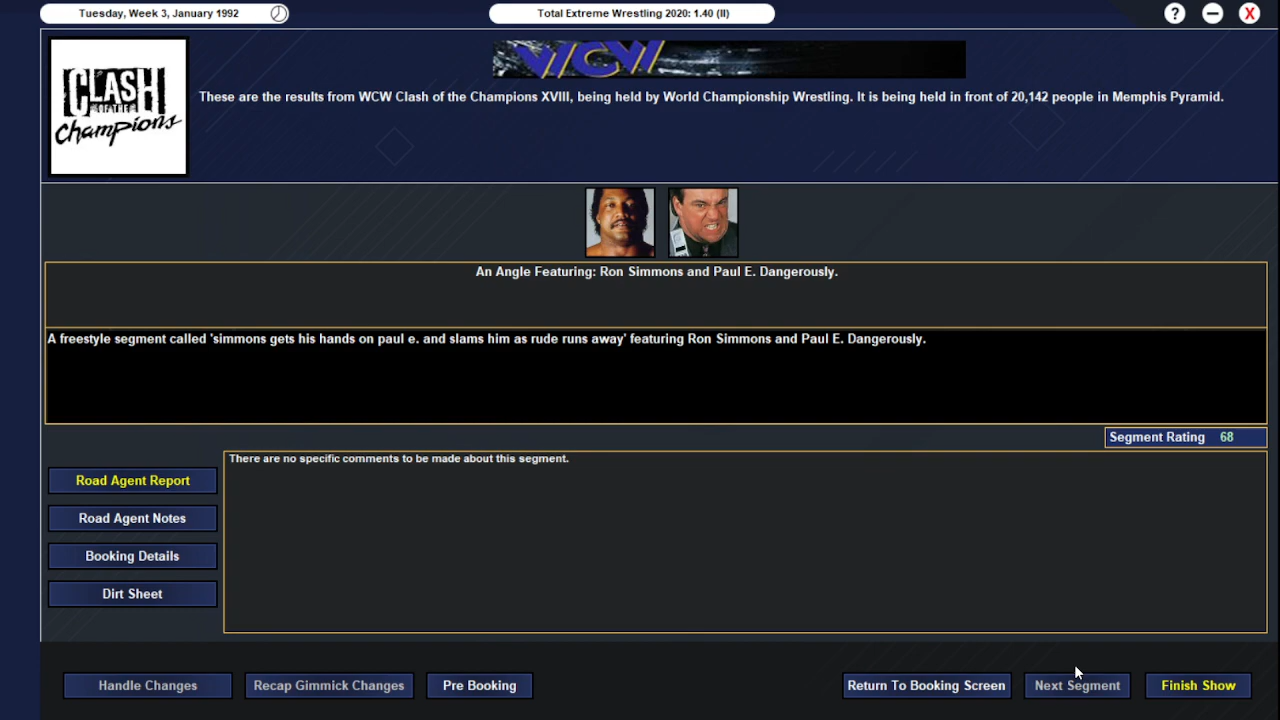 Tuesday, Week 3, January 1992
Total Extreme Wrestling 2020: 1.40 (II)
?
X
WCW
CLASH
OF THE
Champions
These are the results from WCW Clash of the Champions XVIII, being held by World Championship Wrestling. It is being held in front of 20,142 people in Memphis Pyramid.
An Angle Featuring: Ron Simmons and Paul E. Dangerously.
A freestyle segment called 'simmons gets his hands on paul e. and slams him as rude runs away' featuring Ron Simmons and Paul E. Dangerously.
Segment Rating 68
There are no specific comments to be made about this segment.
Road Agent Report
Road Agent Notes
Booking Details
Dirt Sheet
Handle Changes
Recap Gimmick Changes
Pre Booking
Return To Booking Screen
Next Segment
Finish Show